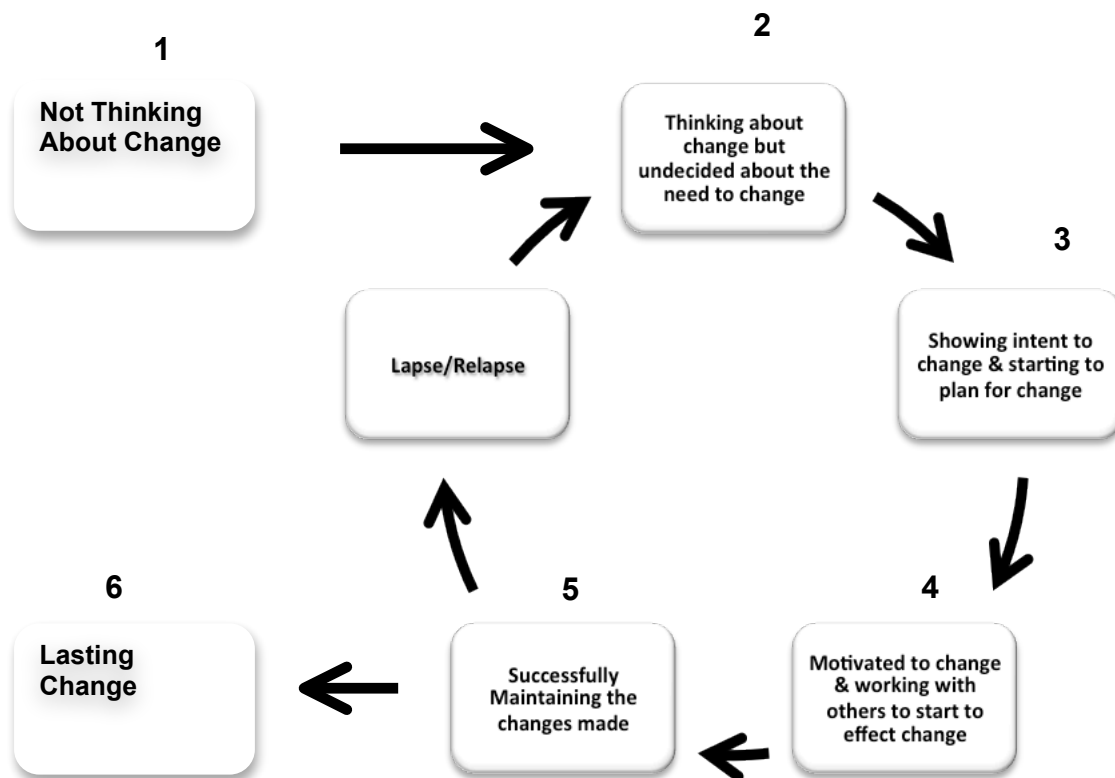 1
Not Thinking
About Change
2
Thinking about
change but
undecided about the
need to change
3
Showing intent to
change & starting to
plan for change
Lapse/Relapse
4
Motivated to change
& working with
others to start to
effect change
5
Successfully
Maintaining the
changes made
6
Lasting
Change